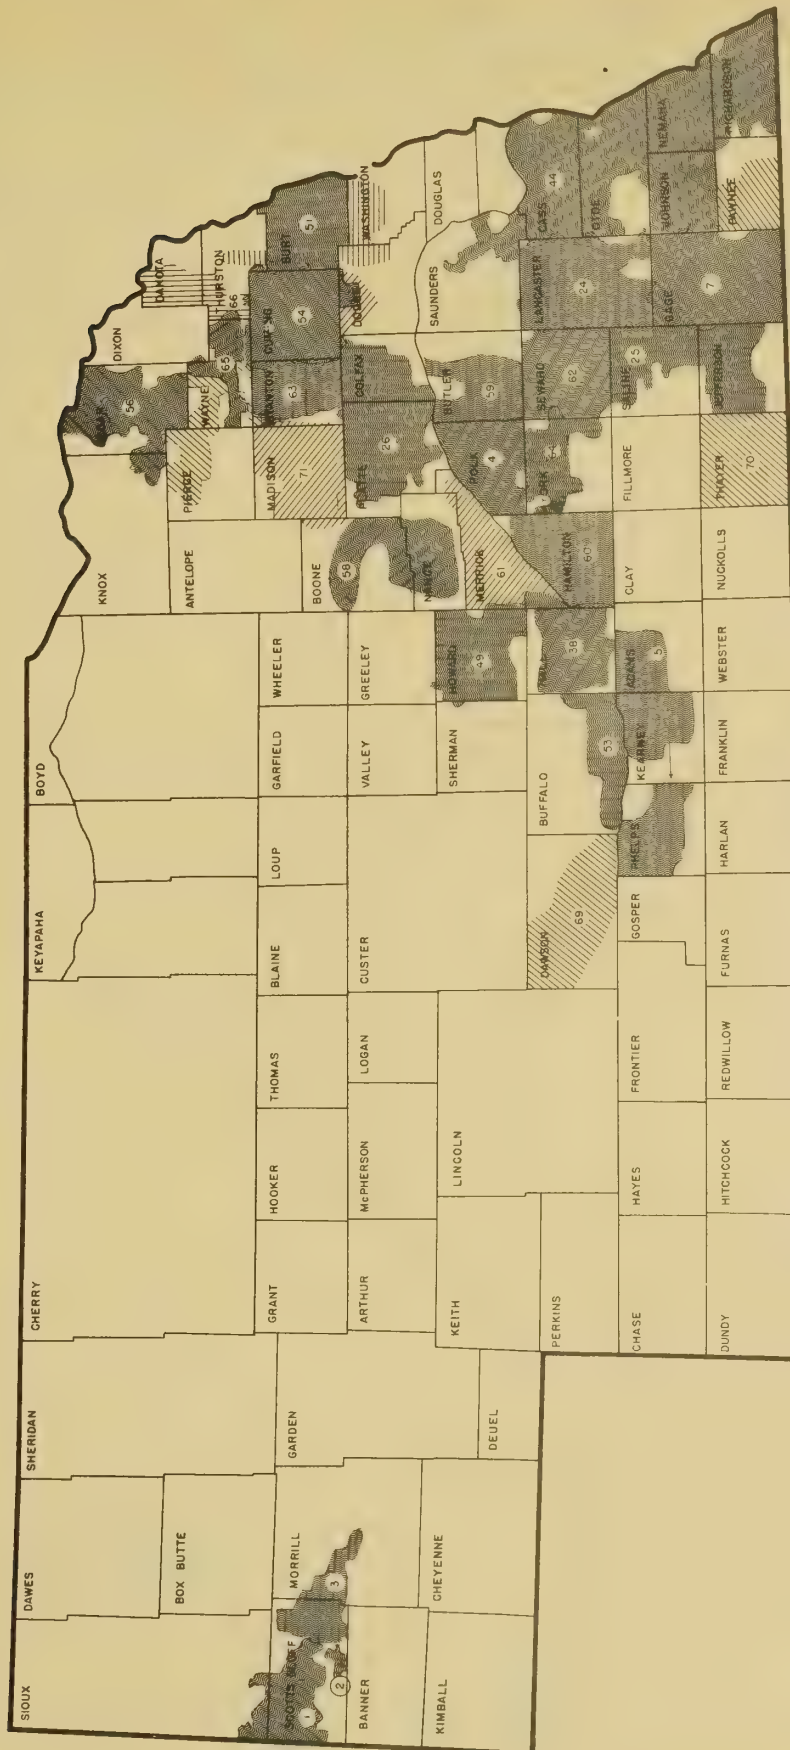 SIOUX
DAWES
SHERIDAN
CHERRY
KEYAPAHA
BOYD
KNOX
CEDAR
56
DIXON
DAKOTA
BOX BUTTE
ANTELOPE
PIERCE
WAYNE
65
THURSTON
66
SCOTTS BLUFF
1
2
MORRILL
3
GARDEN
GRANT
HOOKER
THOMAS
BLAINE
LOUP
GARFIELD
WHEELER
BOONE
58
MADISON
71
STANTON
63
CUMING
54
BURT
51
BANNER
ARTHUR
McPHERSON
LOGAN
CUSTER
VALLEY
GREELEY
NANCE
PLATTE
26
COLFAX
DODGE
WASHINGTON
KIMBALL
CHEYENNE
DEUEL
KEITH
LINCOLN
SHERMAN
HOWARD
49
MERRICK
61
POLK
4
BUTLER
59
SAUNDERS
DOUGLAS
PERKINS
DAWSON
69
BUFFALO
53
HALL
38
HAMILTON
60
YORK
64
SEWARD
62
LANCASTER
24
CASS
44
OTOE
CHASE
HAYES
FRONTIER
GOSPER
PHELPS
KEARNEY
ADAMS
5
CLAY
FILLMORE
SALINE
25
GAGE
7
JOHNSON
NEMAHA
DUNDY
HITCHCOCK
REDWILLOW
FURNAS
HARLAN
FRANKLIN
WEBSTER
NUCKOLLS
THAYER
70
JEFFERSON
PAWNEE
RICHARDSON